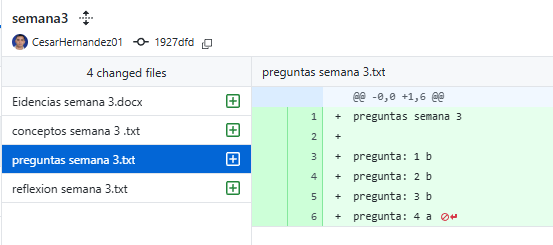 semana3
CesarHernandez01 1927dfd
4 changed files
Eidencias semana 3.docx
conceptos semana 3 .txt
preguntas semana 3.txt
reflexion semana 3.txt
preguntas semana 3.txt
@@ -0,0 +1,6 @@
1 + preguntas semana 3
2 +
3 + pregunta: 1 b
4 + pregunta: 2 b
5 + pregunta: 3 b
6 + pregunta: 4 a